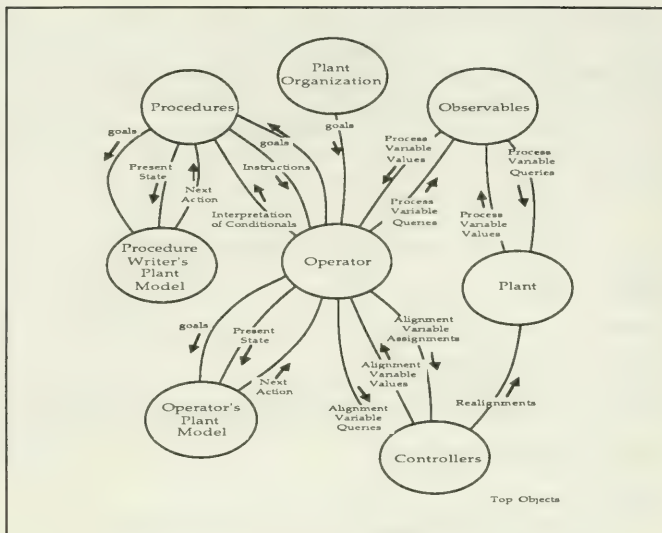 Plant
Organization
Procedures
Observables
goals
goals
goals
Process
Variable
Values
Process
Variable
Queries
Present
State
Instructions
Next
Action
Interpretation
of Conditionals
Process
Variable
Queries
Process
Variable
Values
Procedure
Writer's
Plant
Model
Operator
Plant
goals
Present
State
Next
Action
Alignment
Variable
Assignments
Alignment
Variable
Values
Alignment
Variable
Queries
Realignments
Operator's
Plant
Model
Controllers
Top Objects